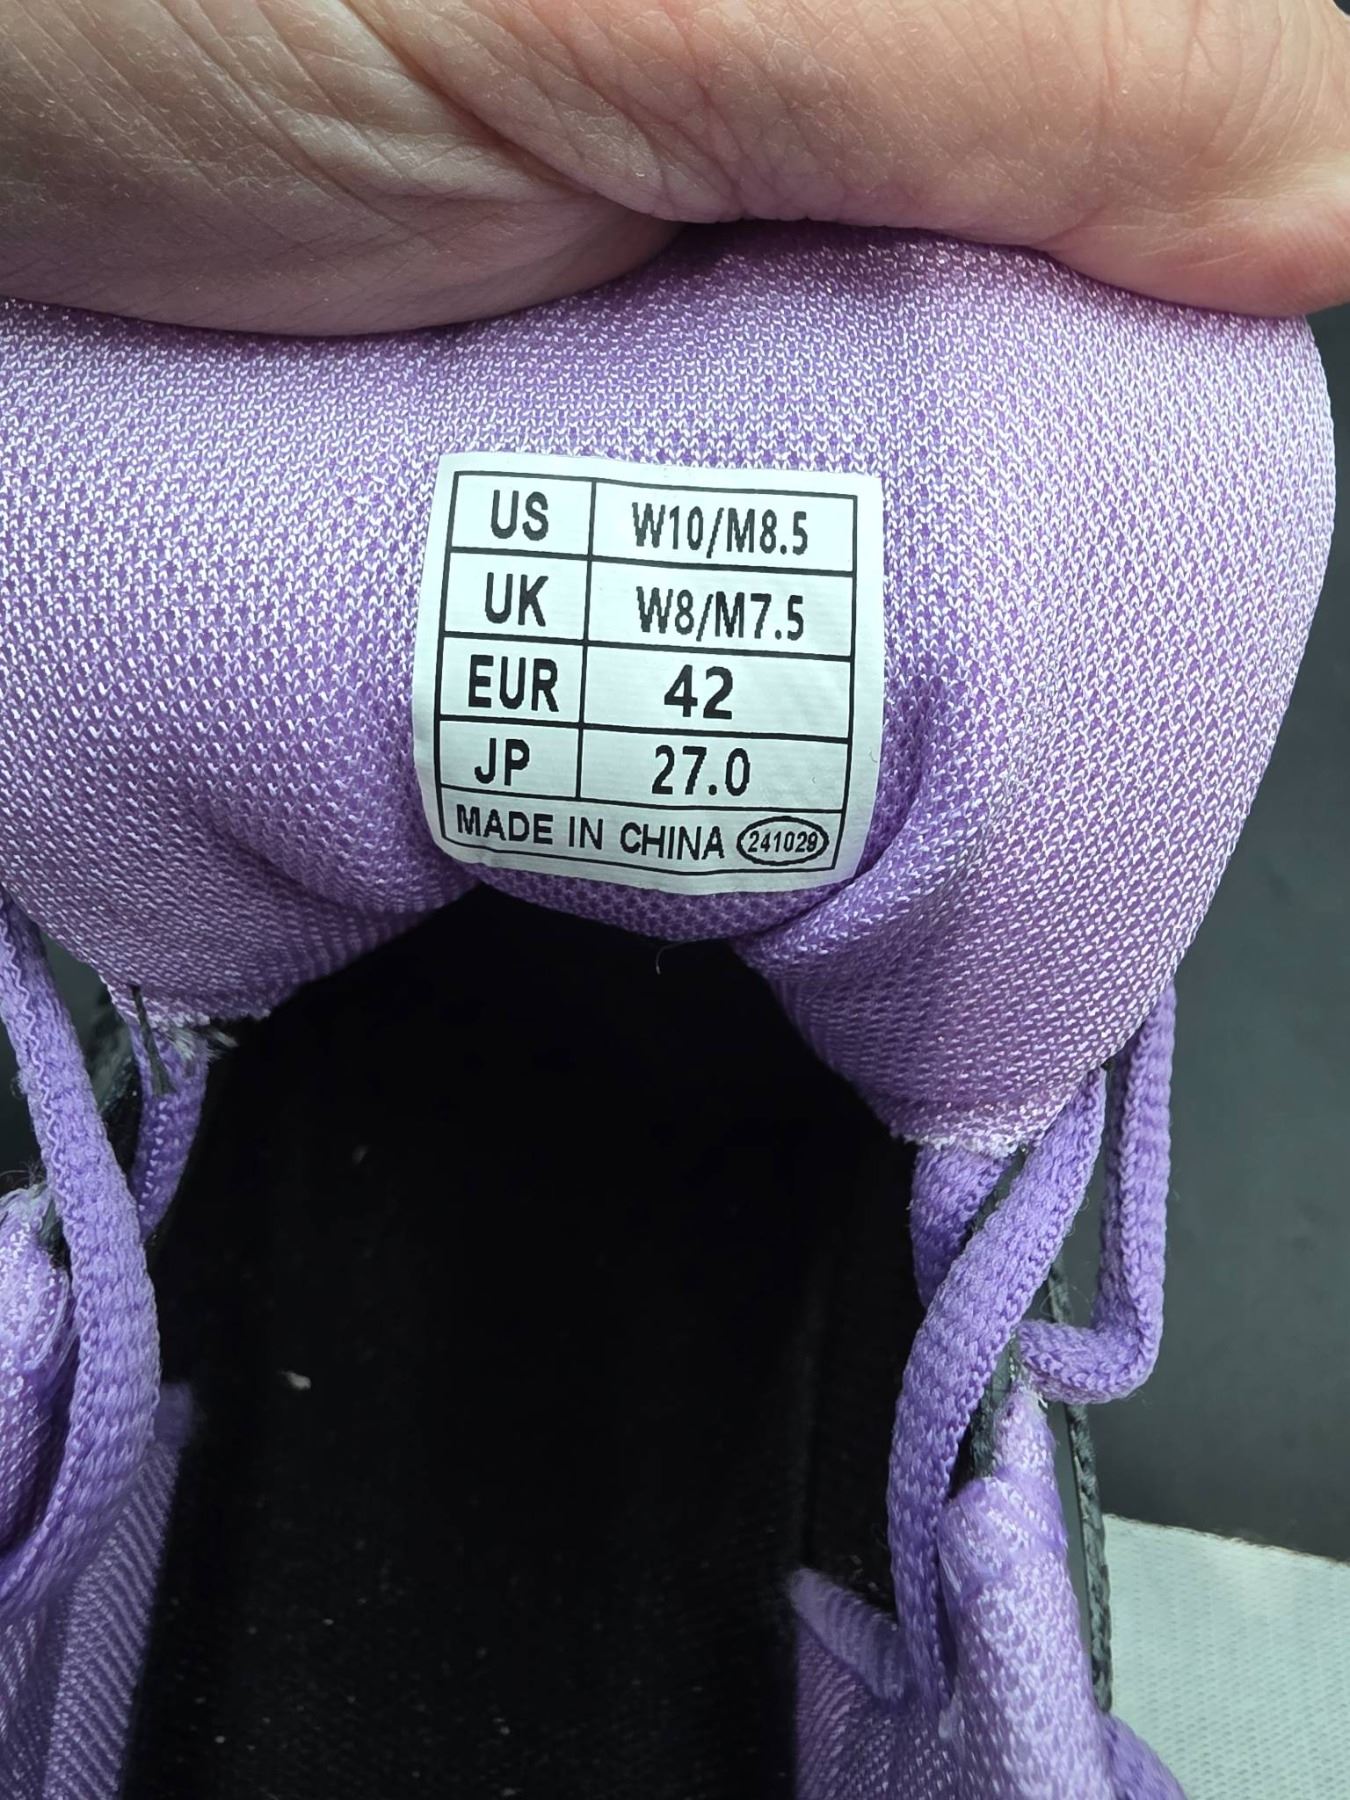 US W10/M8.5
UK W8/M7.5
EUR 42
JP 27.0
MADE IN CHINA 241029